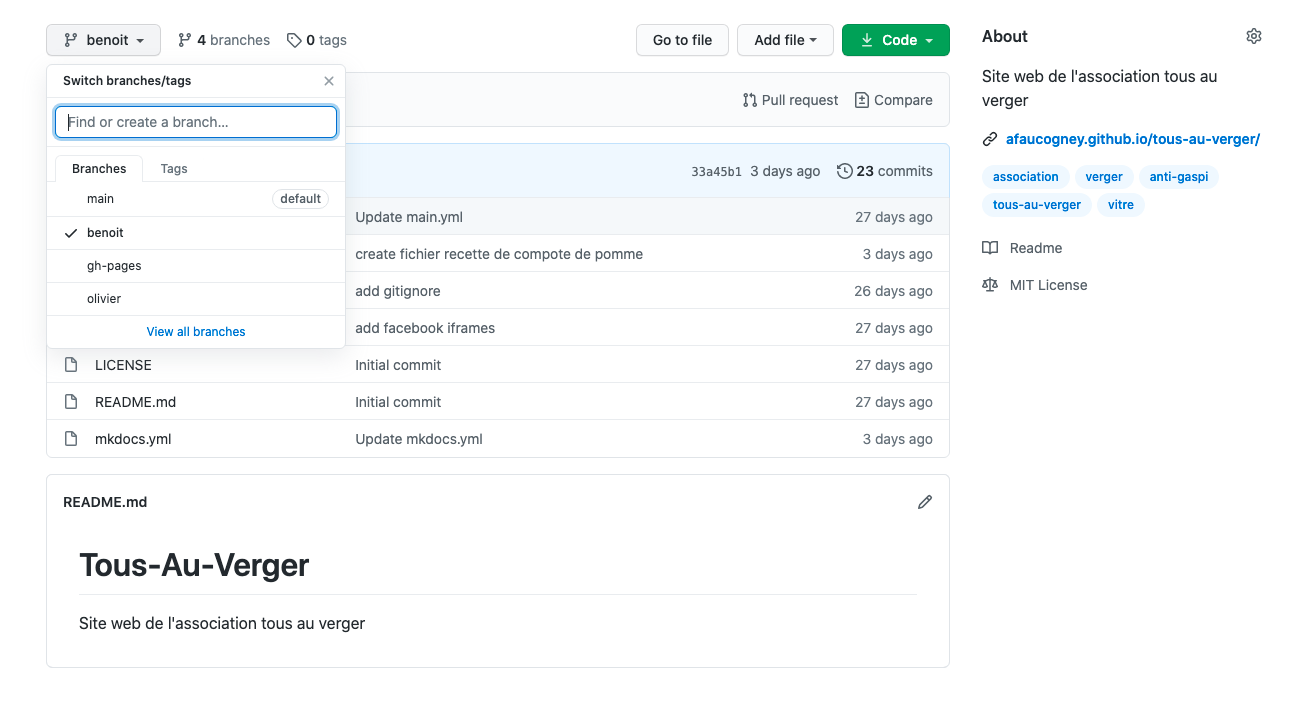 benoit
4 branches
0 tags
Go to file
Add file
Code
Switch branches/tags
Find or create a branch...
Branches
Tags
main
default
benoit
gh-pages
olivier
View all branches
Pull request
Compare
33a45b1 3 days ago
23 commits
Update main.yml
27 days ago
create fichier recette de compote de pomme
3 days ago
add gitignore
26 days ago
add facebook iframes
27 days ago
LICENSE
Initial commit
27 days ago
README.md
Initial commit
27 days ago
mkdocs.yml
Update mkdocs.yml
3 days ago
README.md
Tous-Au-Verger
Site web de l'association tous au verger
About
Site web de l'association tous au
verger
afaucogney.github.io/tous-au-verger/
association
verger
anti-gaspi
tous-au-verger
vitre
Readme
MIT License